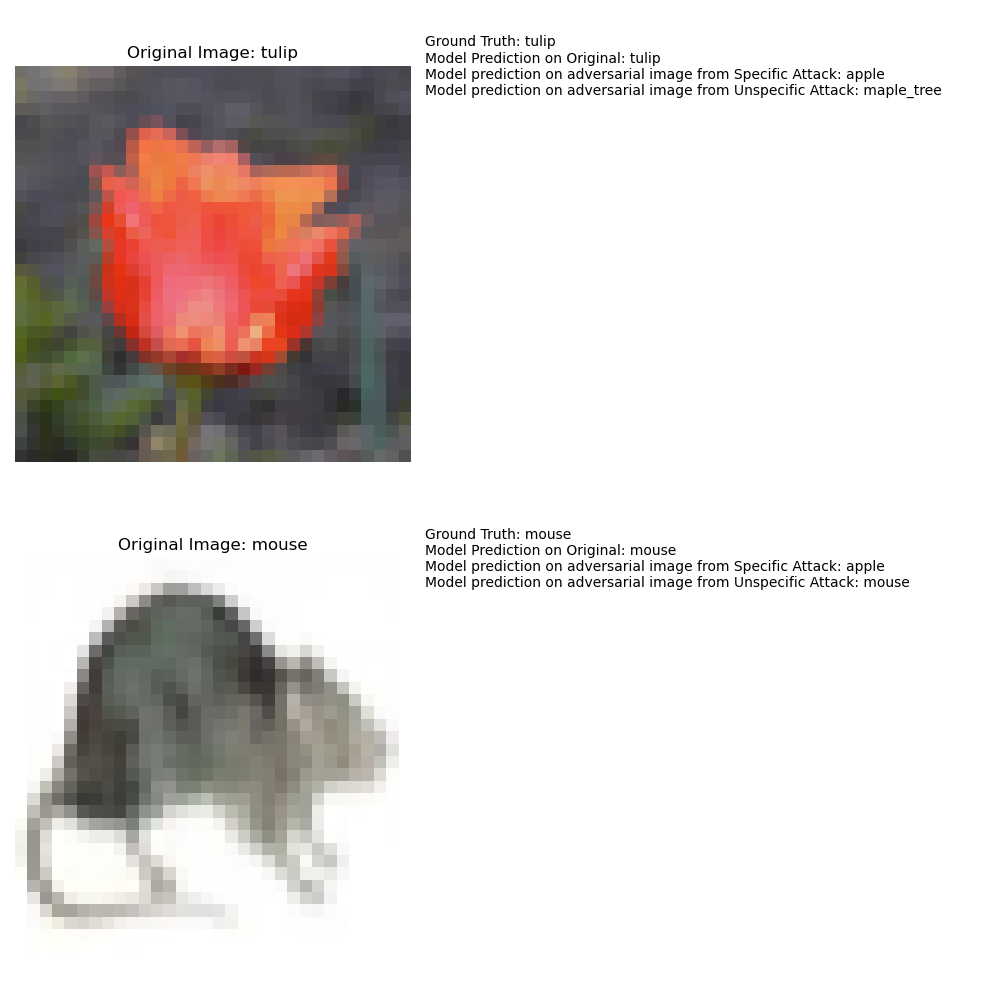 Original Image: tulip
Ground Truth: tulip
Model Prediction on Original: tulip
Model prediction on adversarial image from Specific Attack: apple
Model prediction on adversarial image from Unspecific Attack: maple_tree
Original Image: mouse
Ground Truth: mouse
Model Prediction on Original: mouse
Model prediction on adversarial image from Specific Attack: apple
Model prediction on adversarial image from Unspecific Attack: mouse